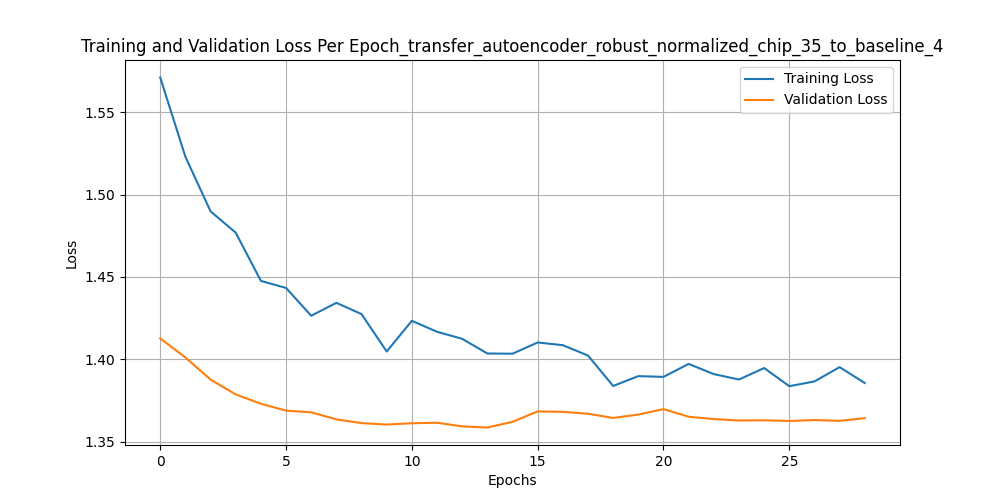 Training and Validation Loss Per Epoch_transfer_autoencoder_robust_normalized_chip_35_to_baseline_4
Training Loss
Validation Loss
1.55
1.50
1.45
1.40
1.35
Loss
0
5
10
15
20
25
Epochs